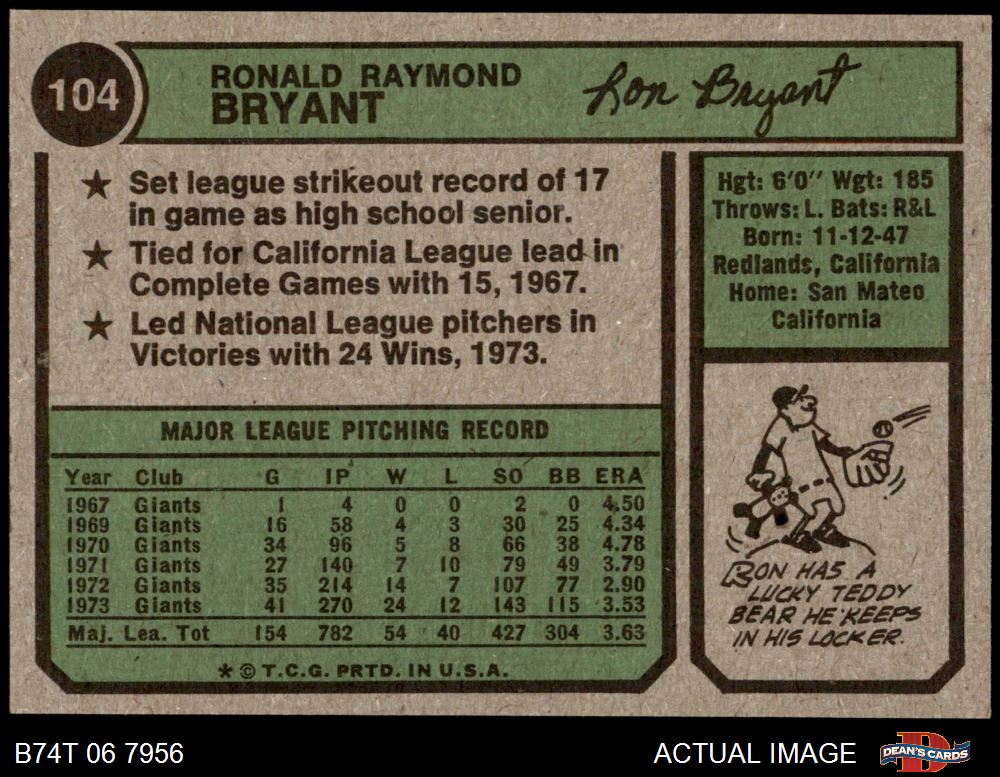 104
RONALD RAYMOND
BRYANT
Ron Bryant
★ Set league strikeout record of 17
in game as high school senior.
★ Tied for California League lead in
Complete Games with 15, 1967.
★ Led National League pitchers in
Victories with 24 Wins, 1973.
Hgt: 6'0" Wgt: 185
Throws: L. Bats: R&L
Born: 11-12-47
Redlands, California
Home: San Mateo
California
MAJOR LEAGUE PITCHING RECORD
Year Club G IP W L SO BB ERA
1967 Giants 1 4 0 0 2 0 4.50
1969 Giants 16 58 4 3 30 25 4.34
1970 Giants 34 96 5 8 66 38 4.78
1971 Giants 27 140 7 10 79 49 3.79
1972 Giants 35 214 14 7 107 77 2.90
1973 Giants 41 270 24 12 143 115 3.53
Maj. Lea. Tot 154 782 54 40 427 304 3.63
* © T.C.G. PRTD. IN U.S.A.
RON HAS A
LUCKY TEDDY
BEAR HE KEEPS
IN HIS LOCKER.
B74T 06 7956
ACTUAL IMAGE
DEAN'S CARDS